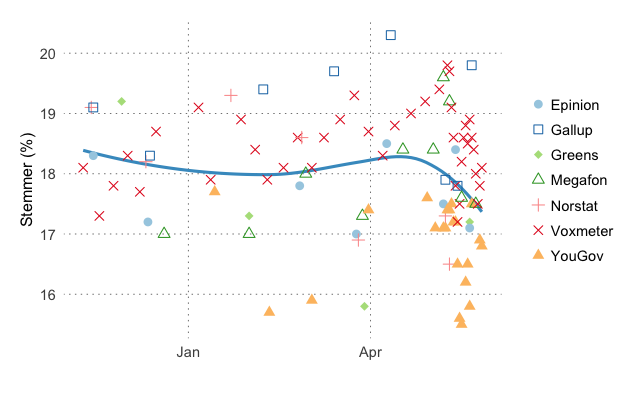 Stemmer (%)
20
19
18
17
16
Jan
Apr
Epinion
Gallup
Greens
Megafon
Norstat
Voxmeter
YouGov